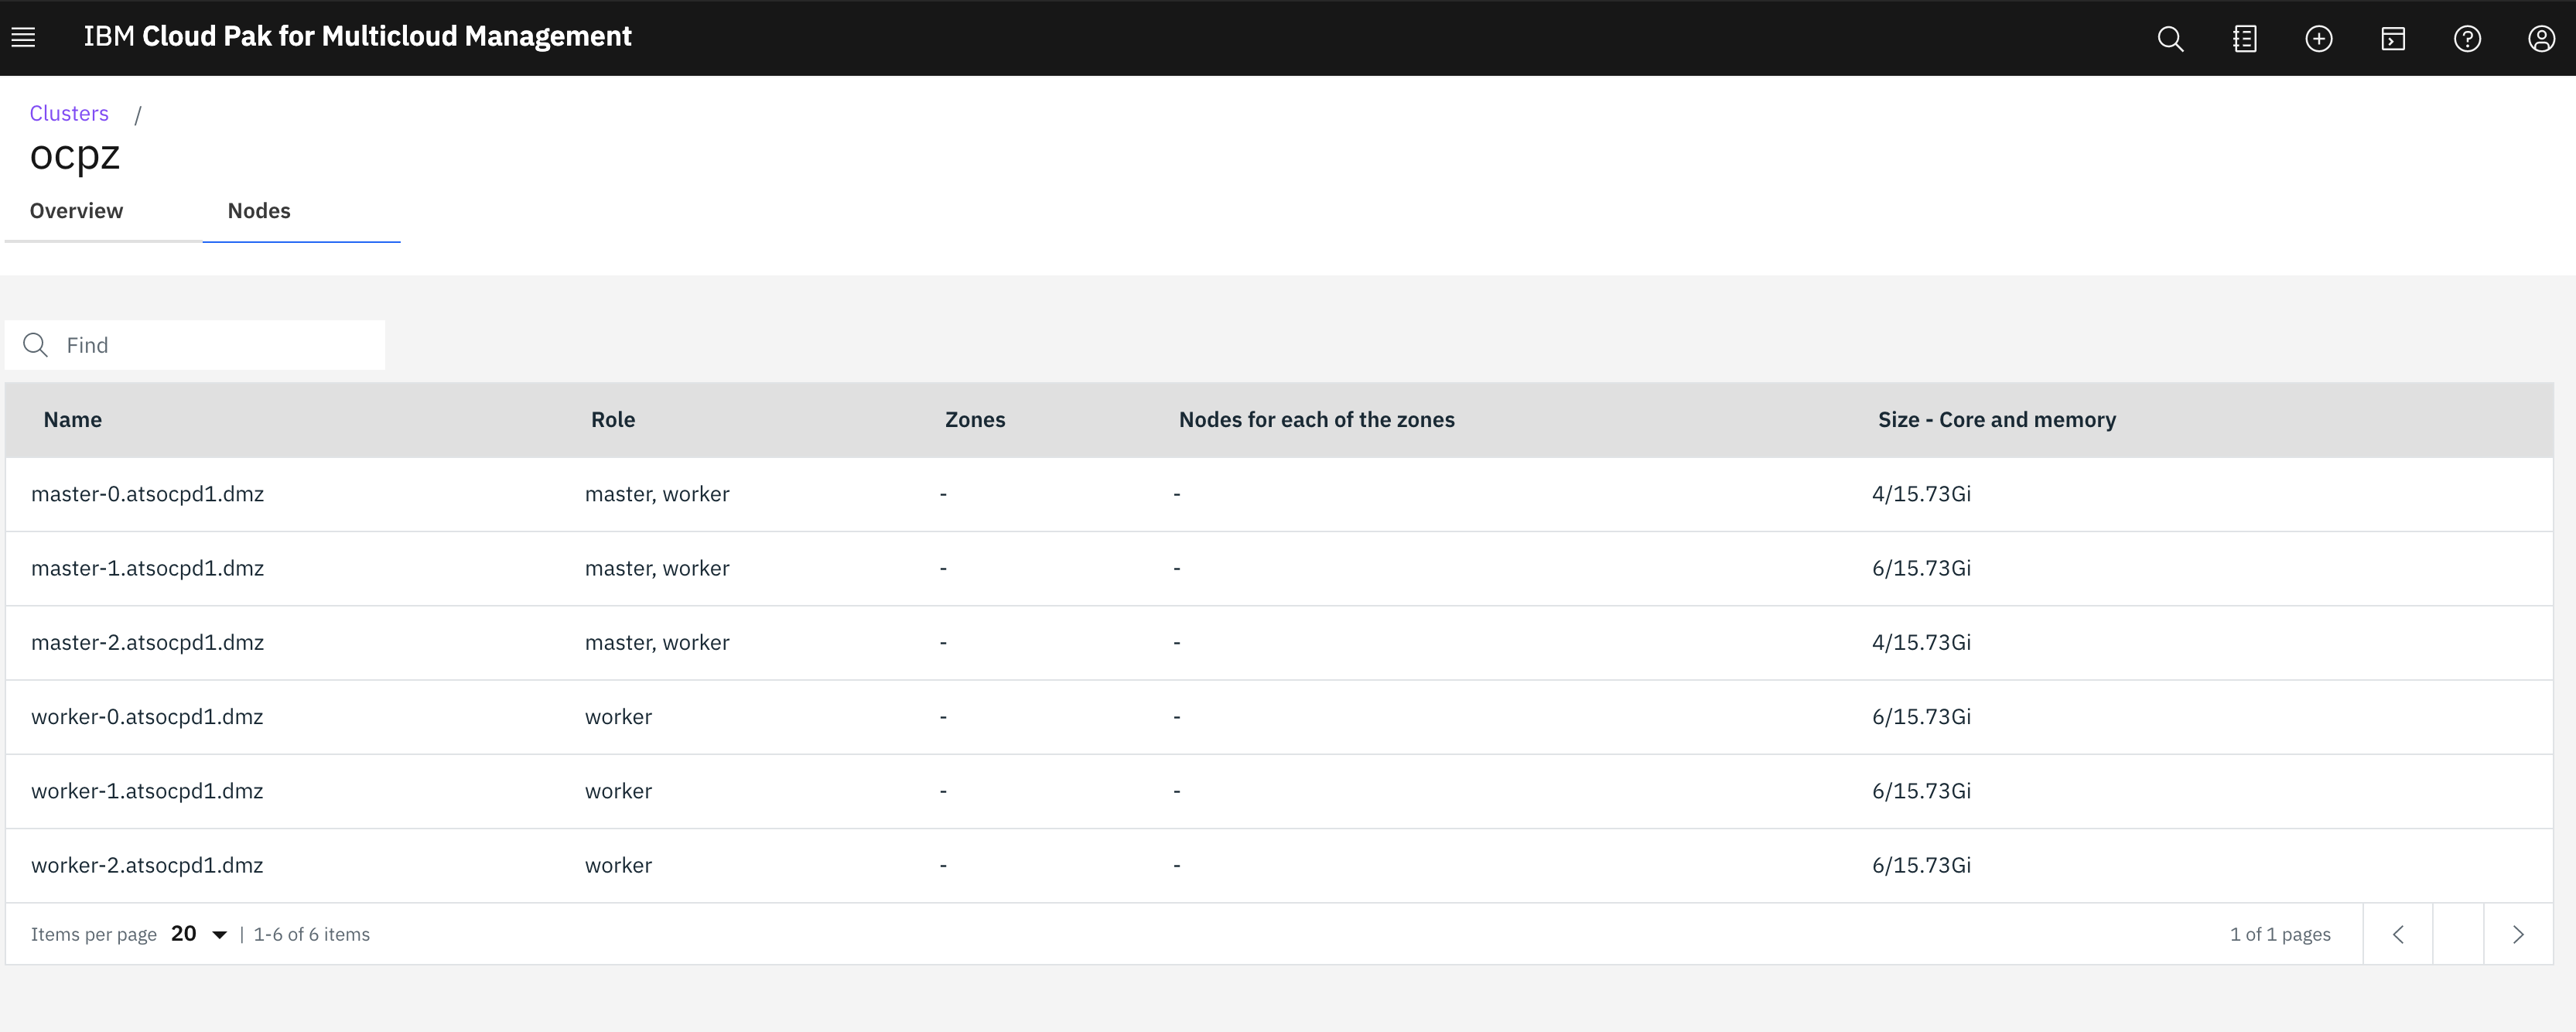 IBM Cloud Pak for Multicloud Management
Clusters /
ocpz
Overview Nodes
Find
Name Role Zones Nodes for each of the zones Size - Core and memory
master-0.atsocpd1.dmz master, worker - - 4/15.73Gi
master-1.atsocpd1.dmz master, worker - - 6/15.73Gi
master-2.atsocpd1.dmz master, worker - - 4/15.73Gi
worker-0.atsocpd1.dmz worker - - 6/15.73Gi
worker-1.atsocpd1.dmz worker - - 6/15.73Gi
worker-2.atsocpd1.dmz worker - - 6/15.73Gi
Items per page 20 | 1-6 of 6 items 1 of 1 pages